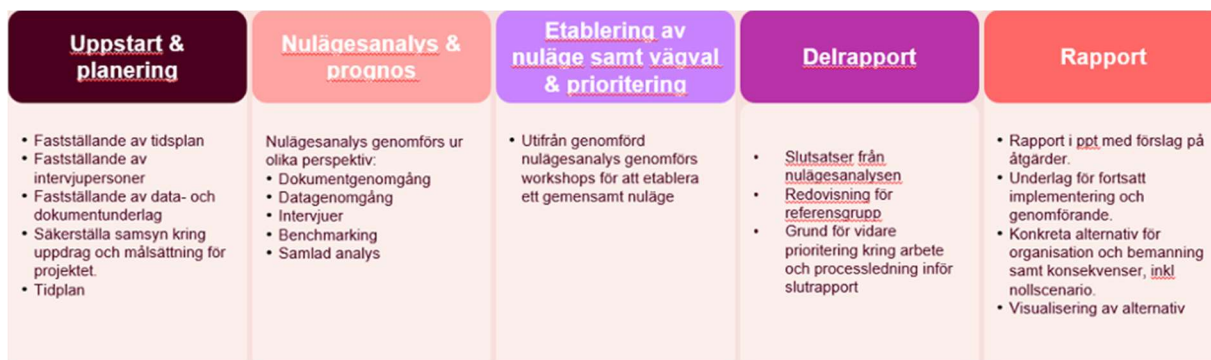 Uppstart &
planering
• Fastställande av tidsplan
• Fastställande av
intervjupersoner
• Fastställande av data- och
dokumentunderlag
• Säkerställa samsyn kring
uppdrag och målsättning för
projektet.
• Tidplan
Nulägesanalys &
prognos
Nulägesanalys genomförs ur
olika perspektiv:
• Dokumentgenomgång
• Datagenomgång
• Intervjuer
• Benchmarking
• Samlad analys
Etablering av
nuläge samt vägval
& prioritering
• Utifrån genomförd
nulägesanalys genomförs
workshops för att etablera
ett gemensamt nuläge
Delrapport
• Slutsatser från
nulägesanalysen
• Redovisning för
referensgrupp
• Grund för vidare
prioritering kring arbete
och processledning inför
slutrapport
Rapport
• Rapport i ppt med förslag på
åtgärder.
• Underlag för fortsatt
implementering och
genomförande.
• Konkreta alternativ för
organisation och bemanning
samt konsekvenser, inkl
nollscenario.
• Visualisering av alternativ